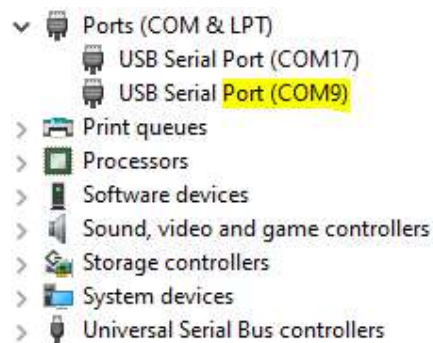 Ports (COM & LPT)
USB Serial Port (COM17)
USB Serial Port (COM9)
Print queues
Processors
Software devices
Sound, video and game controllers
Storage controllers
System devices
Universal Serial Bus controllers